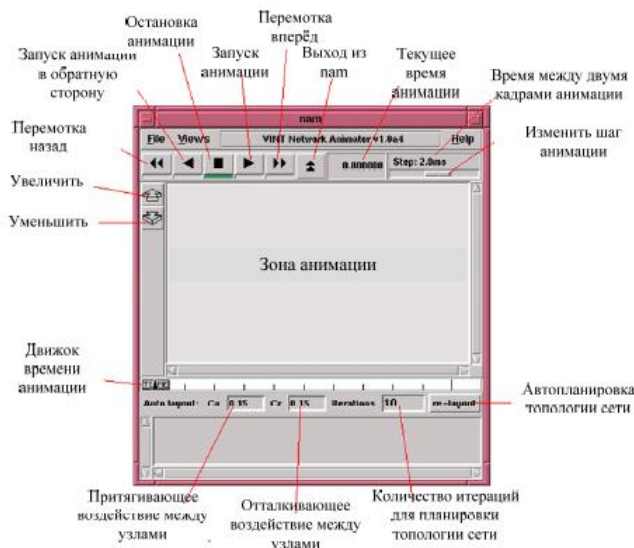 Остановка
анимации
Перемотка
вперёд
Запуск анимации
в обратную
сторону
Запуск
анимации
Выход из
nam
Текущее
время
анимации
Время между двумя
кадрами анимации
Перемотка
назад
Изменить шаг
анимации
Увеличить
Уменьшить
nam
File Views VINT Network Animator v1.0a4 Help
0.000000 Step: 2.0ms
Зона анимации
Движок
времени
анимации
TIME
Auto layout: Ca 0.15 Cr 0.15 Iterations 10 re-layout
Автопланировка
топологии сети
Притягивающее
воздействие между
узлами
Отталкивающее
воздействие между
узлами
Количество итераций
для планировки
топологии сети